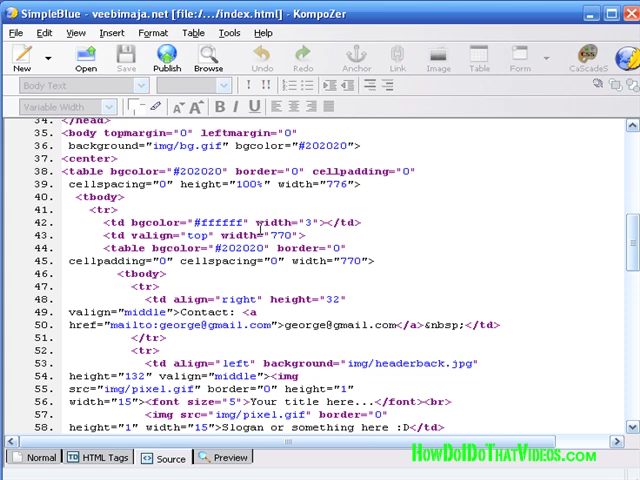 SimpleBlue - veebimaja.net [file:/.../index.html] - KompoZer
File Edit View Insert Format Table Tools Help
New Open Save Publish Browse Undo Redo Anchor Link Image Table Form CaScadeS
Body Text
Variable Width
B I U
34. </head>
35. <body topmargin="0" leftmargin="0"
36. background="img/bg.gif" bgcolor="#202020">
37. <center>
38. <table bgcolor="#202020" border="0" cellpadding="0"
39. cellspacing="0" height="100%" width="776">
40. <tbody>
41. <tr>
42. <td bgcolor="#ffffff" width="3"></td>
43. <td valign="top" width="770">
44. <table bgcolor="#202020" border="0"
45. cellpadding="0" cellspacing="0" width="770">
46. <tbody>
47. <tr>
48. <td align="right" height="32"
49. valign="middle">Contact: <a
50. href="mailto:george@gmail.com">george@gmail.com</a>&nbsp;</td>
51. </tr>
52. <tr>
53. <td align="left" background="img/headerback.jpg"
54. height="132" valign="middle"><img
55. src="img/pixel.gif" border="0" height="1"
56. width="15"><font size="5">Your title here...</font><br>
57. <img src="img/pixel.gif" border="0"
58. height="1" width="15">Slogan or something here :D</td>
Normal HTML Tags Source Preview
HowDoIDoThatVideos.com